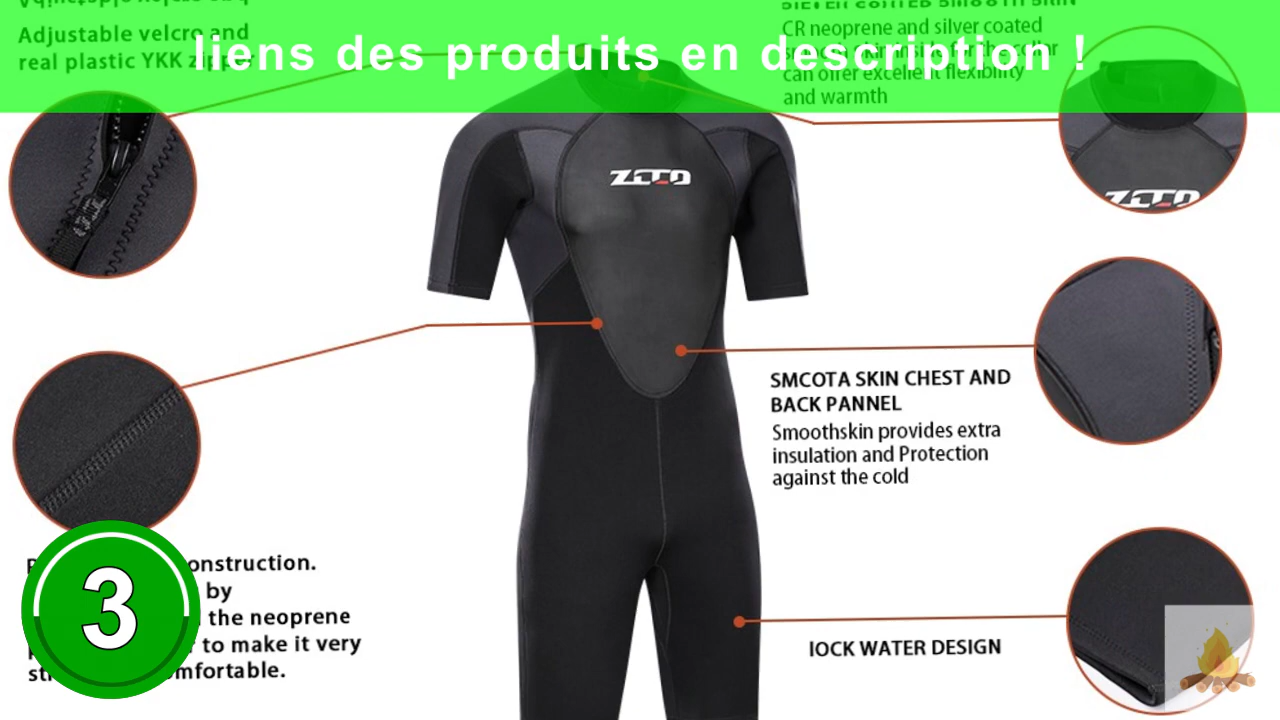 Adjustable velcro and
real plastic YKK zipper
liens des produits en description !
CR neoprene and silver coated
can offer excellent flexibility
and warmth
ZCCO
ZCCO
SMCOTA SKIN CHEST AND
BACK PANNEL
Smoothskin provides extra
insulation and Protection
against the cold
onstruction.
by
the neoprene
to make it very
mfortable.
3
IOCK WATER DESIGN